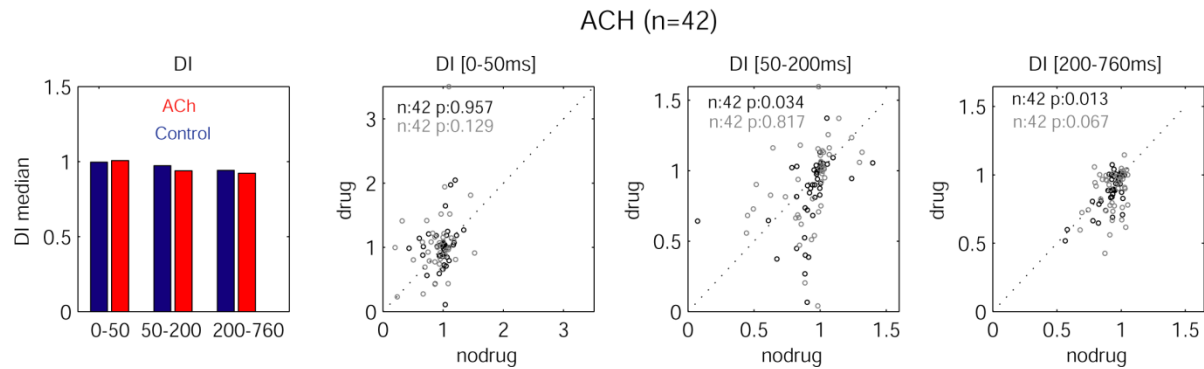 ACH (n=42)
DI
DI median
1.5
1
0.5
0
ACh
Control
0-50 50-200 200-760
DI [0-50ms]
drug
3
2
1
0
n:42 p:0.957
n:42 p:0.129
0 1 2 3
nodrug
DI [50-200ms]
drug
1.5
1
0.5
0
n:42 p:0.034
n:42 p:0.817
0 0.5 1 1.5
nodrug
DI [200-760ms]
drug
1.5
1
0.5
0
n:42 p:0.013
n:42 p:0.067
0 0.5 1 1.5
nodrug